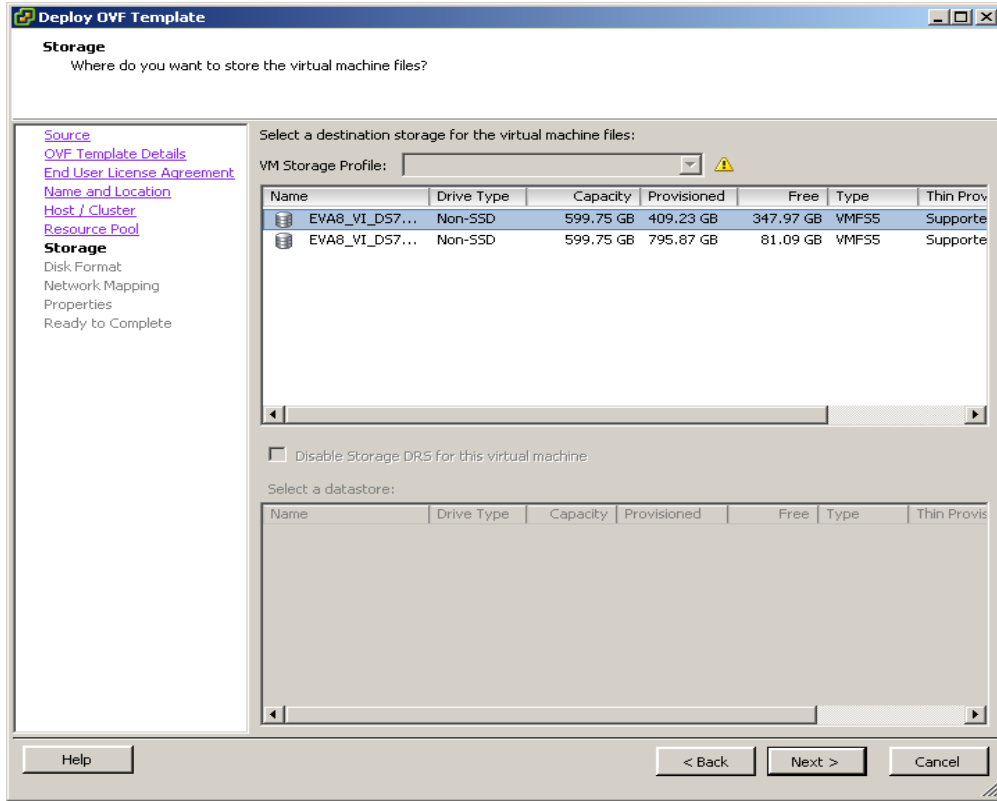 Deploy OVF Template
Storage
Where do you want to store the virtual machine files?
Source
OVF Template Details
End User License Agreement
Name and Location
Host / Cluster
Resource Pool
Storage
Disk Format
Network Mapping
Properties
Ready to Complete
Select a destination storage for the virtual machine files:
VM Storage Profile:
Name Drive Type Capacity Provisioned Free Type Thin Prov
EVA8_VI_DS7... Non-SSD 599.75 GB 409.23 GB 347.97 GB VMFS5 Supporte
EVA8_VI_DS7... Non-SSD 599.75 GB 795.87 GB 81.09 GB VMFS5 Supporte
Disable Storage DRS for this virtual machine
Select a datastore:
Name Drive Type Capacity Provisioned Free Type Thin Provis
Help < Back Next > Cancel